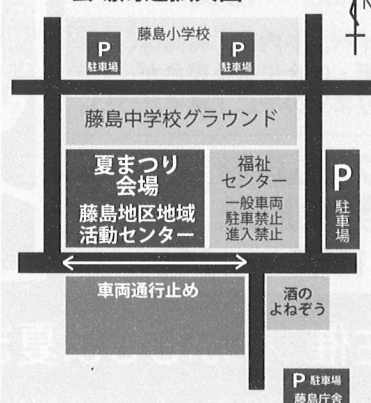 N
藤島小学校
P
駐車場
P
駐車場
藤島中学校グラウンド
夏まつり
会場
藤島地区地域
活動センター
福祉
センター
一般車両
駐車禁止
進入禁止
P
駐車場
車両通行止め
酒の
よねぞう
P 駐車場
藤島庁舎